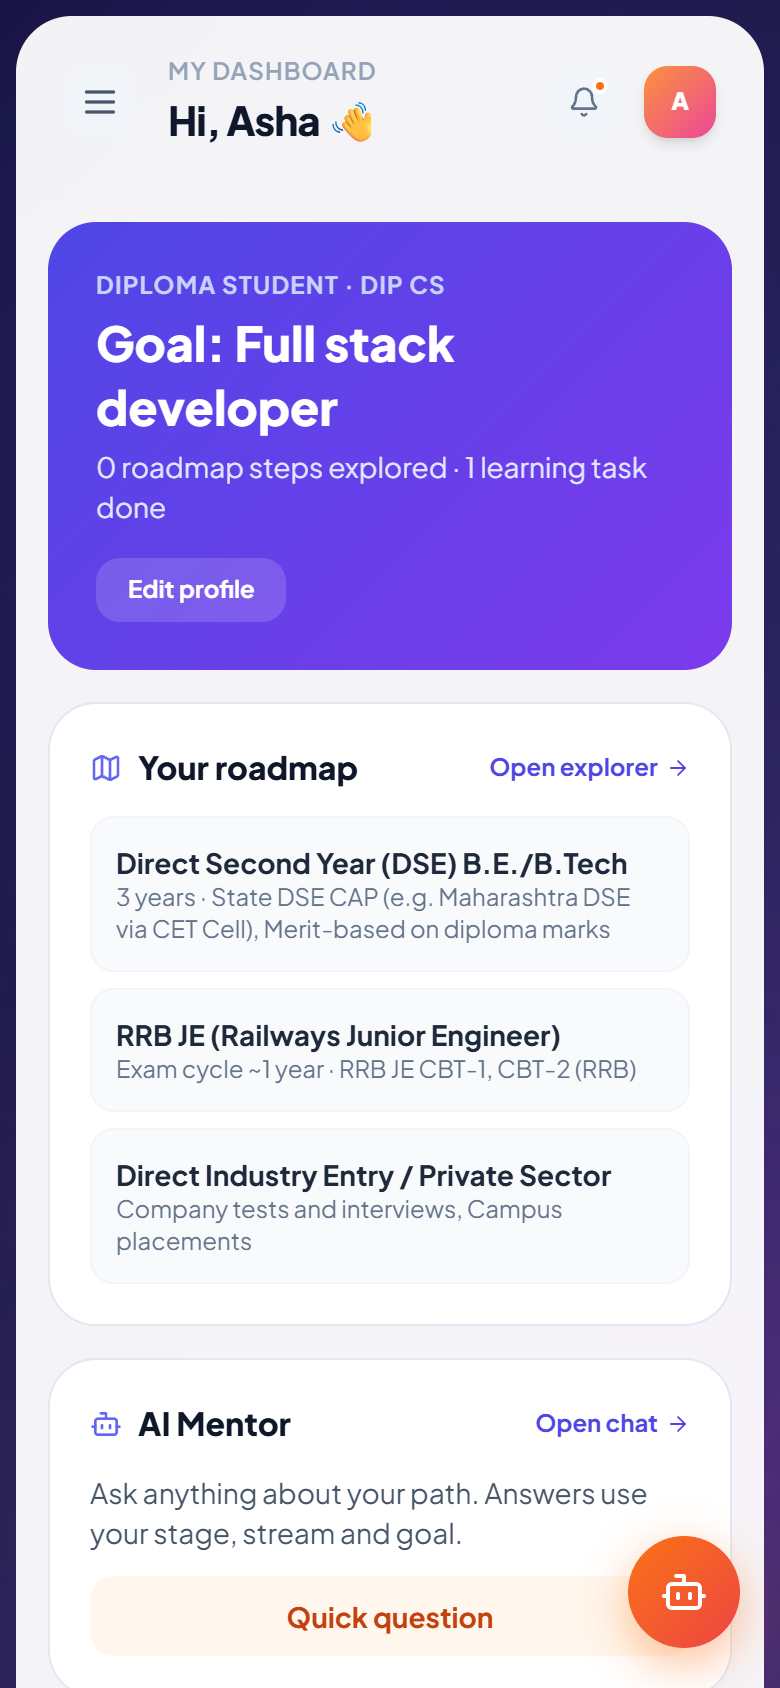 MY DASHBOARD
Hi, Asha 👋
A
DIPLOMA STUDENT · DIP CS
Goal: Full stack
developer
0 roadmap steps explored · 1 learning task
done
Edit profile
Your roadmap
Open explorer →
Direct Second Year (DSE) B.E./B.Tech
3 years · State DSE CAP (e.g. Maharashtra DSE
via CET Cell), Merit-based on diploma marks
RRB JE (Railways Junior Engineer)
Exam cycle ~1 year · RRB JE CBT-1, CBT-2 (RRB)
Direct Industry Entry / Private Sector
Company tests and interviews, Campus
placements
AI Mentor
Open chat →
Ask anything about your path. Answers use
your stage, stream and goal.
Quick question